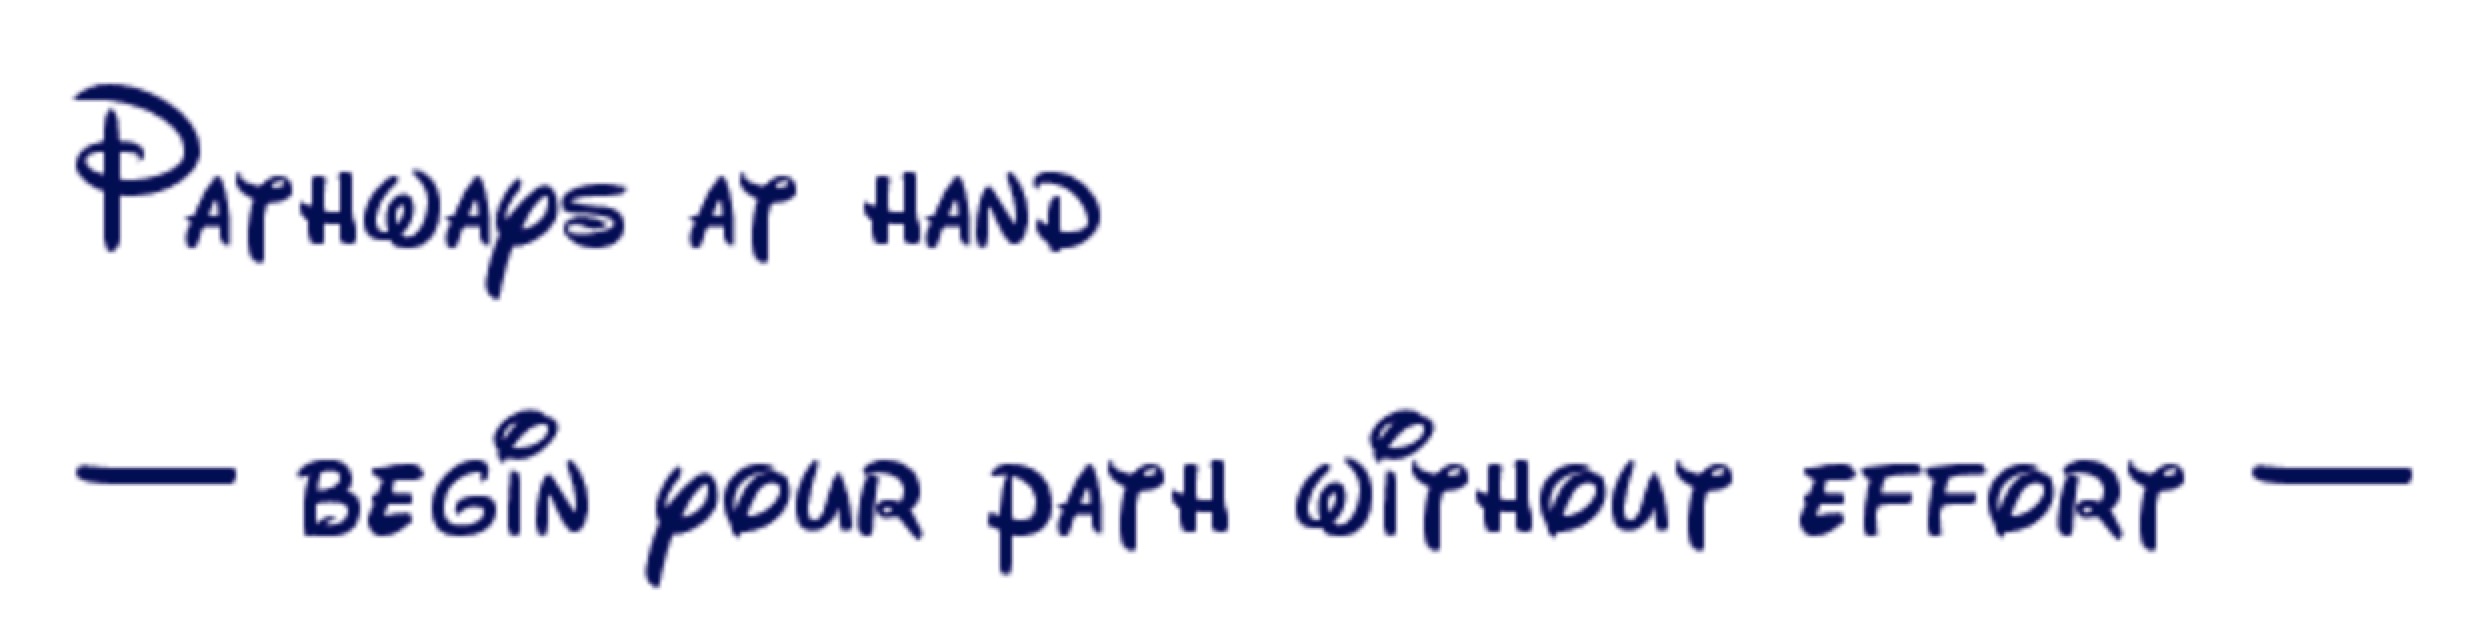 Pathways at hand
— begin your path without effort —